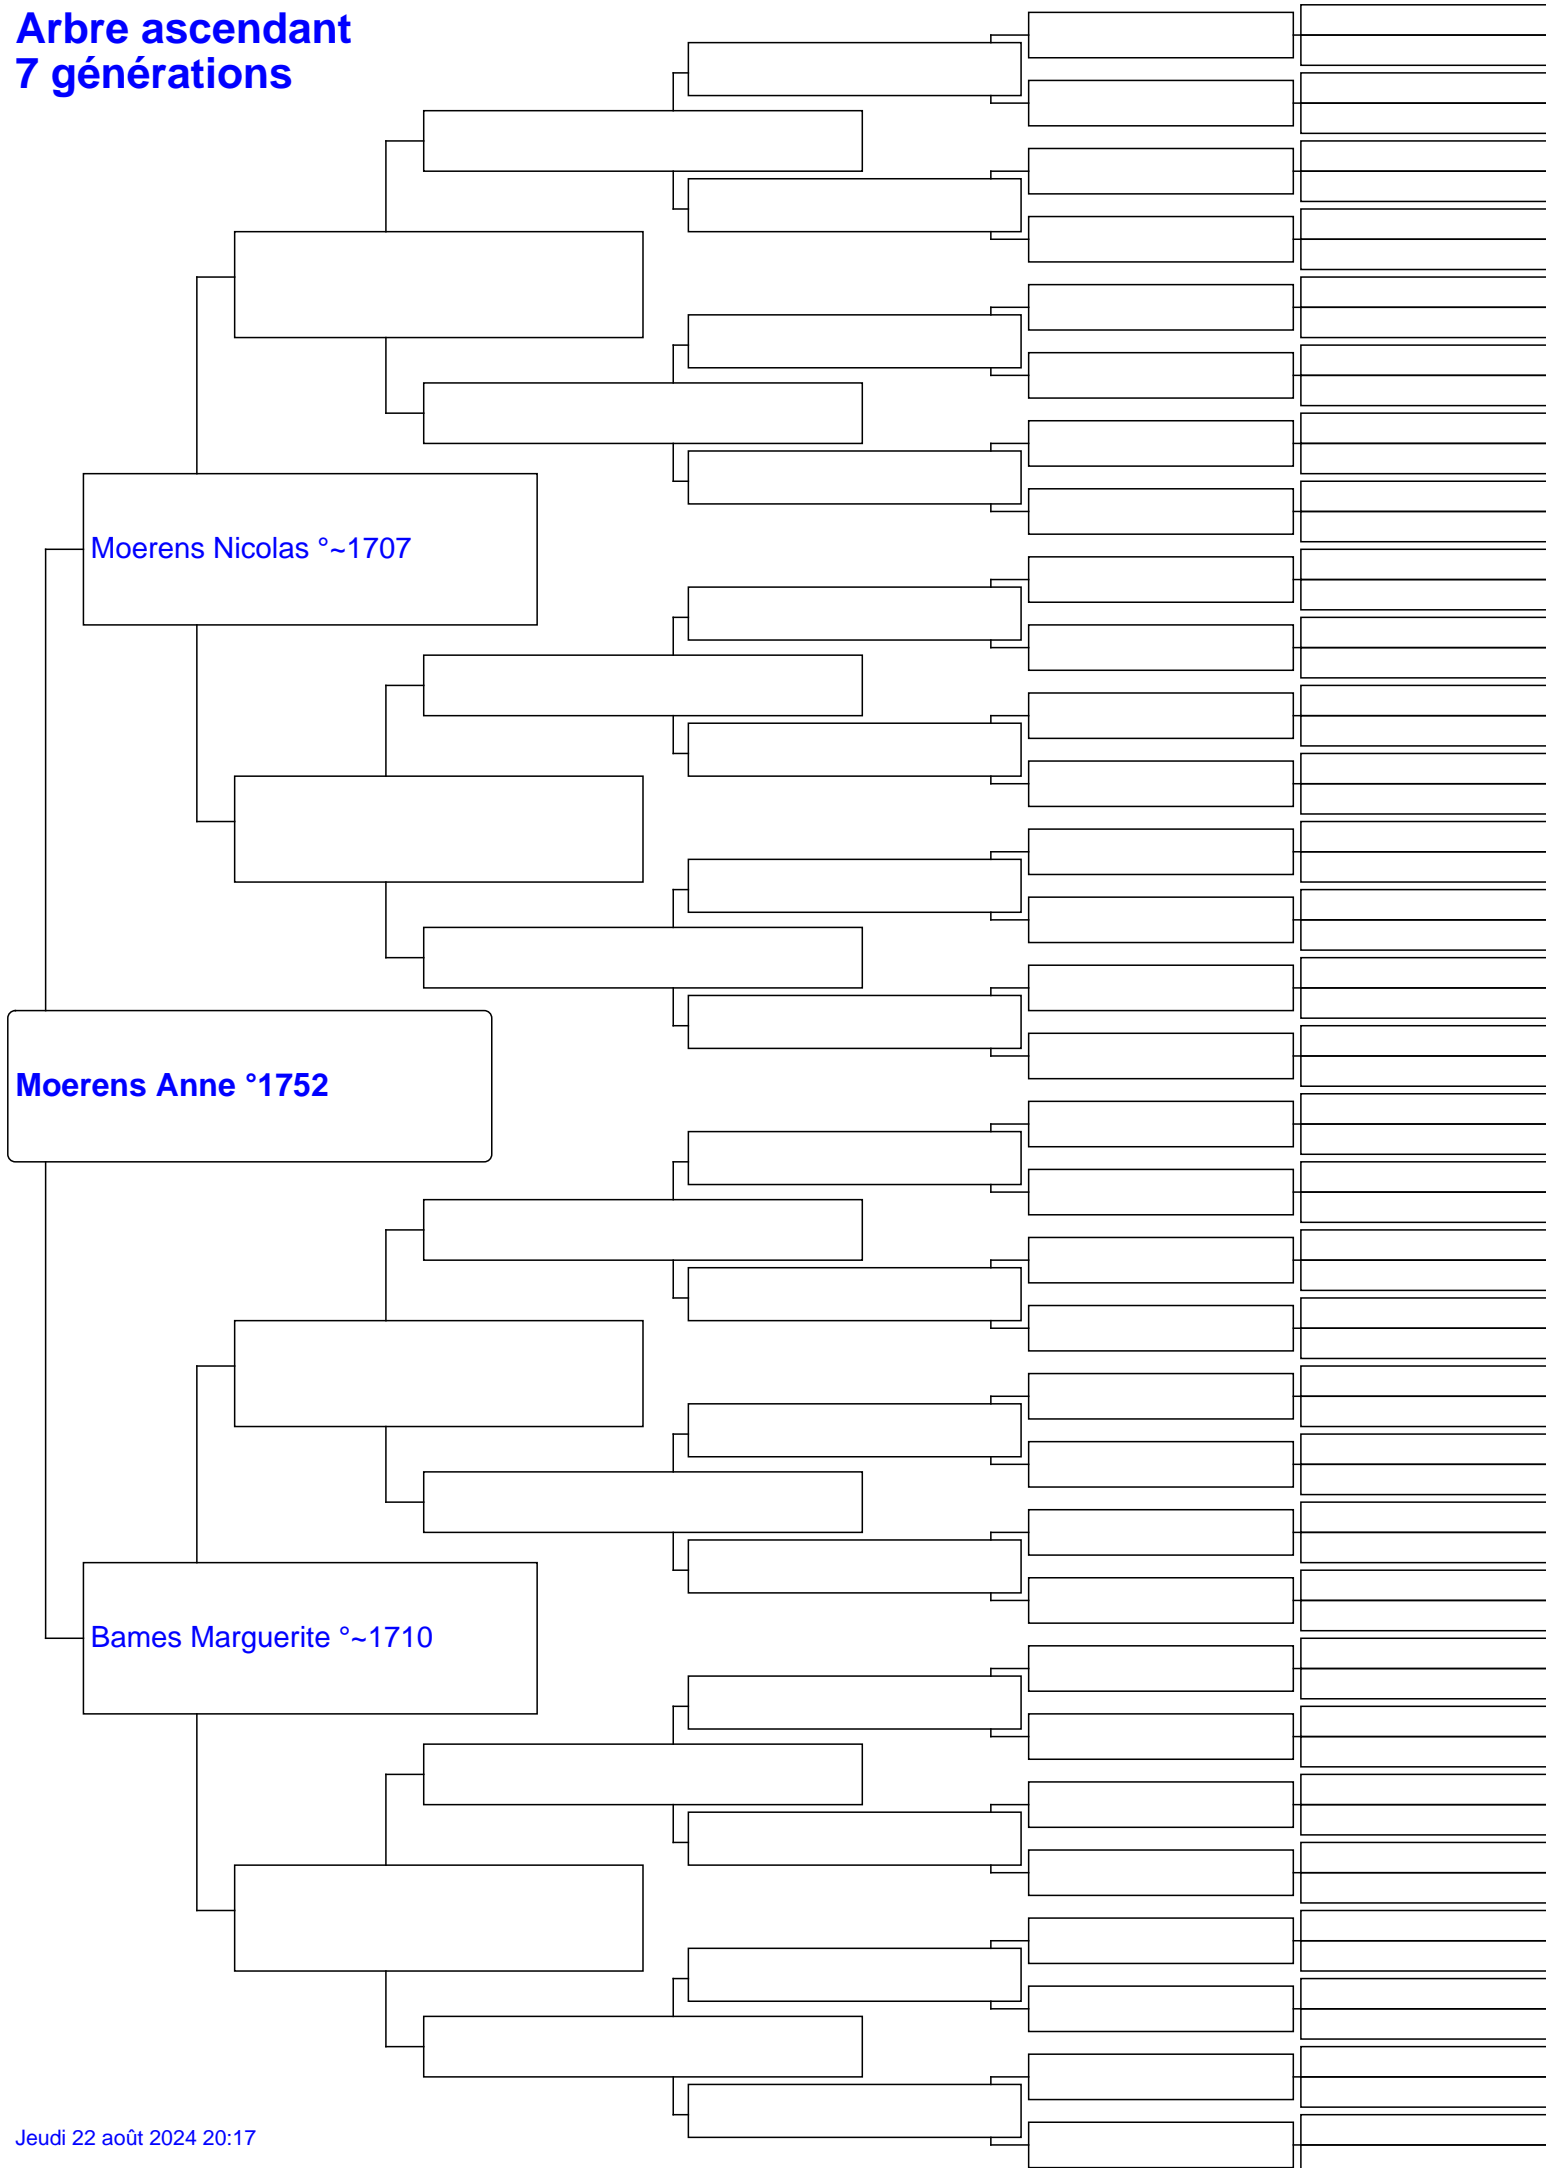 Arbre ascendant
7 générations
Moerens Nicolas °~1707
Moerens Anne °1752
Bames Marguerite °~1710
Jeudi 22 août 2024 20:17